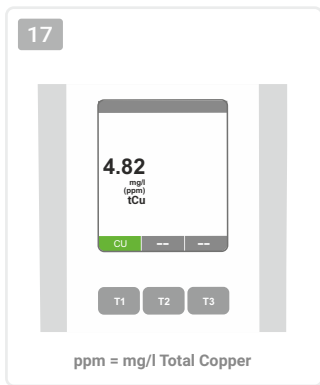 17
4.82
mg/l
(ppm)
tCu
CU -- --
T1 T2 T3
ppm = mg/l Total Copper